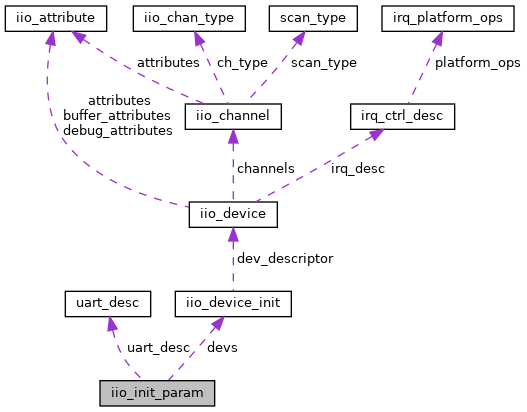 iio_attribute
iio_chan_type
scan_type
irq_platform_ops
attributes
ch_type
scan_type
platform_ops
attributes
buffer_attributes
debug_attributes
iio_channel
irq_ctrl_desc
channels
irq_desc
iio_device
dev_descriptor
uart_desc
iio_device_init
uart_desc
devs
iio_init_param